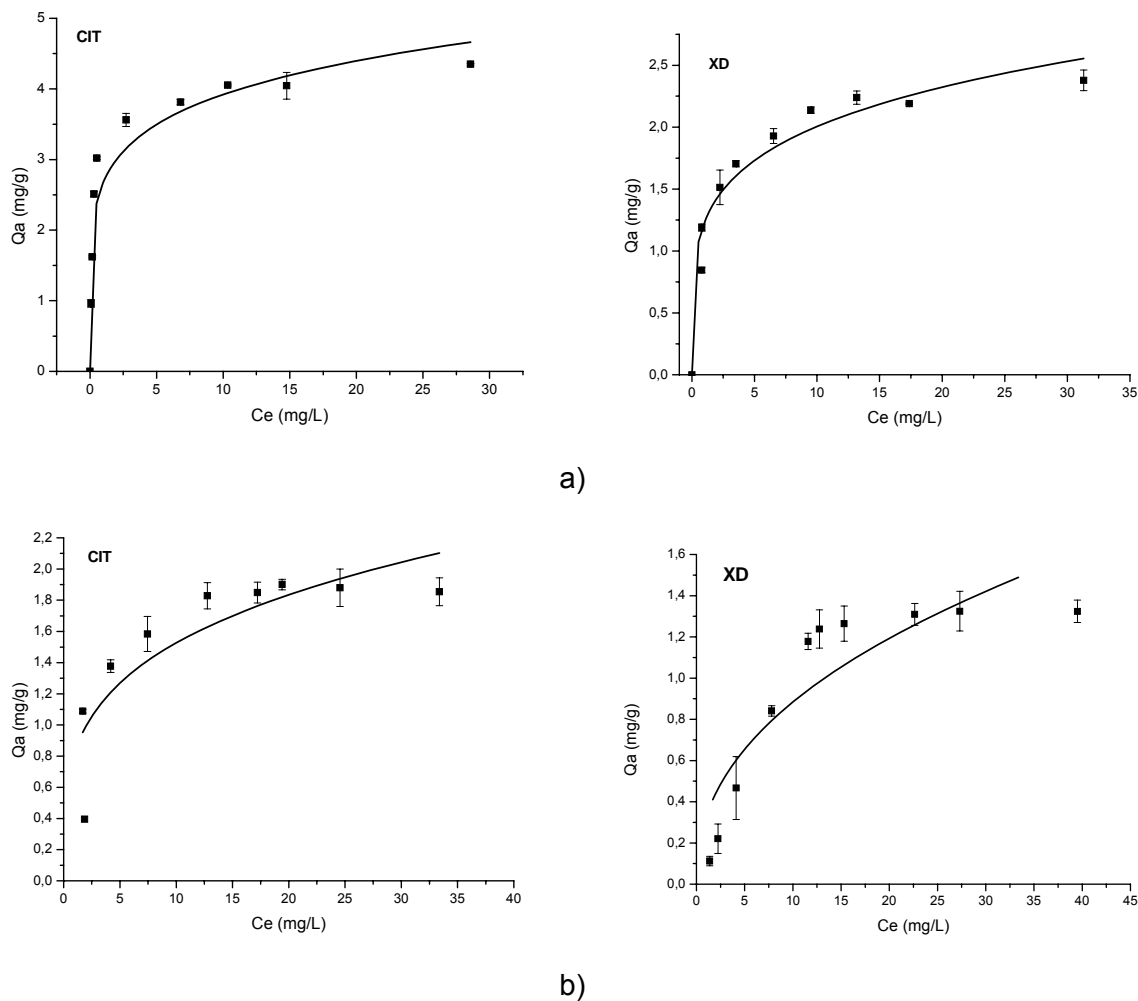 CIT
5
4
3
2
1
0
Qa (mg/g)
0 5 10 15 20 25 30
Ce (mg/L)
XD
2,5
2,0
1,5
1,0
0,5
0,0
Qa (mg/g)
0 5 10 15 20 25 30 35
Ce (mg/L)
a)
CIT
2,2
2,0
1,8
1,6
1,4
1,2
1,0
0,8
0,6
0,4
0,2
0,0
Qa (mg/g)
0 5 10 15 20 25 30 35 40
Ce (mg/L)
XD
1,6
1,4
1,2
1,0
0,8
0,6
0,4
0,2
0,0
Qa (mg/g)
0 5 10 15 20 25 30 35 40 45
Ce (mg/L)
b)